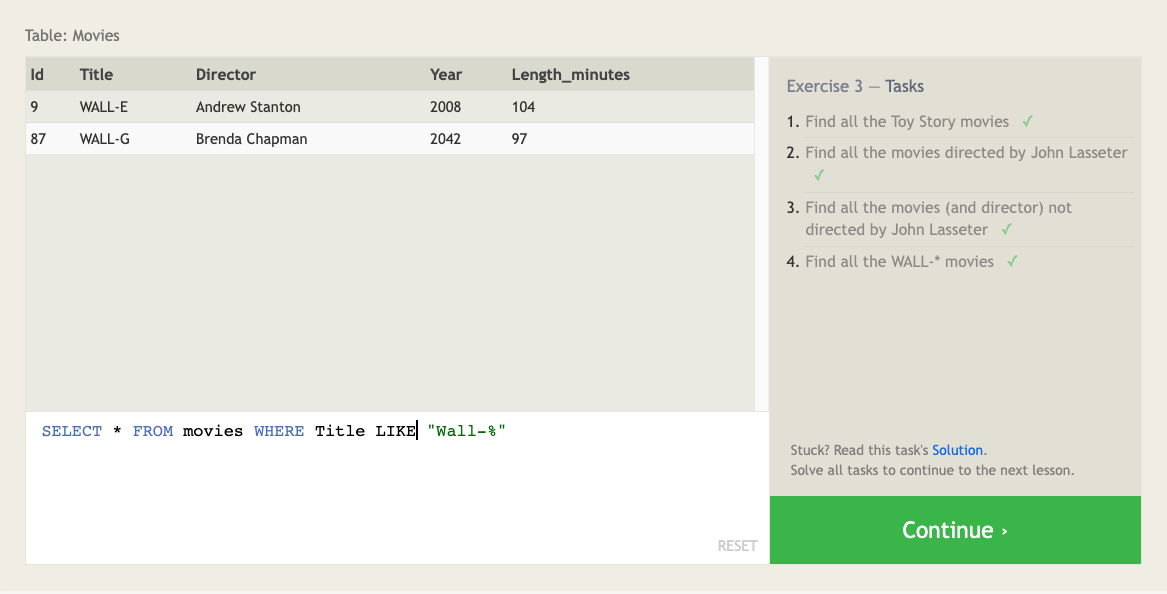 Table: Movies
Id Title Director Year Length_minutes
9 WALL-E Andrew Stanton 2008 104
87 WALL-G Brenda Chapman 2042 97
SELECT * FROM movies WHERE Title LIKE "Wall-%"
RESET
Exercise 3 — Tasks
1. Find all the Toy Story movies ✓
2. Find all the movies directed by John Lasseter
✓
3. Find all the movies (and director) not
directed by John Lasseter ✓
4. Find all the WALL-* movies ✓
Stuck? Read this task's Solution.
Solve all tasks to continue to the next lesson.
Continue ›